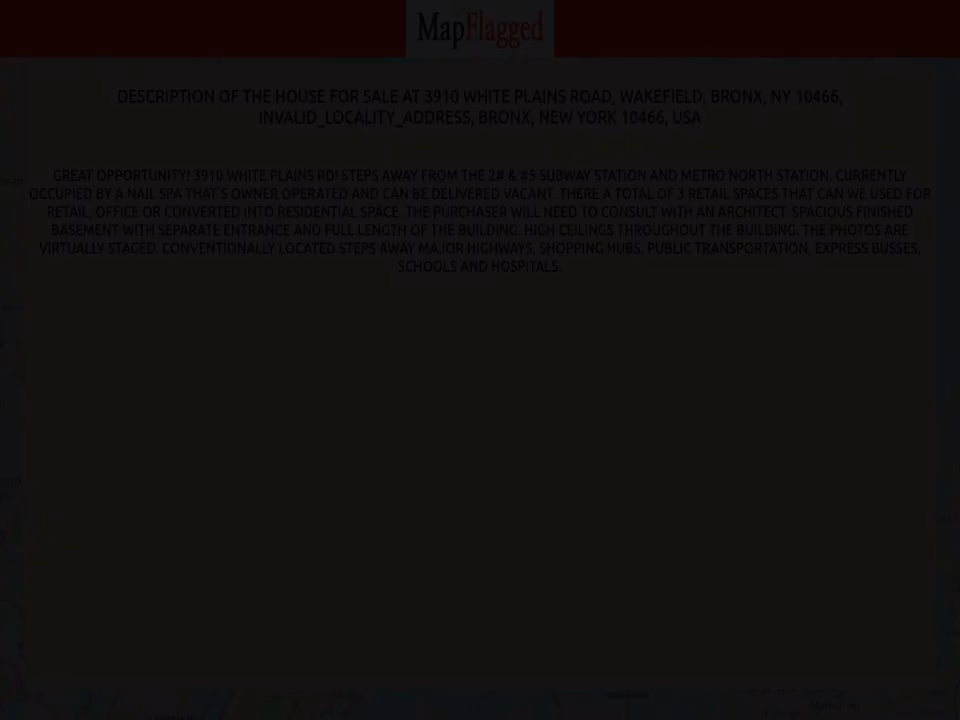 MapFlagged
DESCRIPTION OF THE HOUSE FOR SALE AT 3910 WHITE PLAINS ROAD, WAKEFIELD, BRONX, NY 10466,
INVALID_LOCALITY_ADDRESS, BRONX, NEW YORK 10466, USA
GREAT OPPORTUNITY! 3910 WHITE PLAINS RD! STEPS AWAY FROM THE 2# & #5 SUBWAY STATION AND METRO NORTH STATION. CURRENTLY
OCCUPIED BY A NAIL SPA THAT'S OWNER OPERATED AND CAN BE DELIVERED VACANT. THERE A TOTAL OF 3 RETAIL SPACES THAT CAN WE USED FOR
RETAIL, OFFICE OR CONVERTED INTO RESIDENTIAL SPACE. THE PURCHASER WILL NEED TO CONSULT WITH AN ARCHITECT. SPACIOUS FINISHED
BASEMENT WITH SEPARATE ENTRANCE AND FULL LENGTH OF THE BUILDING. HIGH CEILINGS THROUGHOUT THE BUILDING. THE PHOTOS ARE
VIRTUALLY STAGED. CONVENTIONALLY LOCATED STEPS AWAY MAJOR HIGHWAYS, SHOPPING HUBS, PUBLIC TRANSPORTATION, EXPRESS BUSSES,
SCHOOLS AND HOSPITALS.